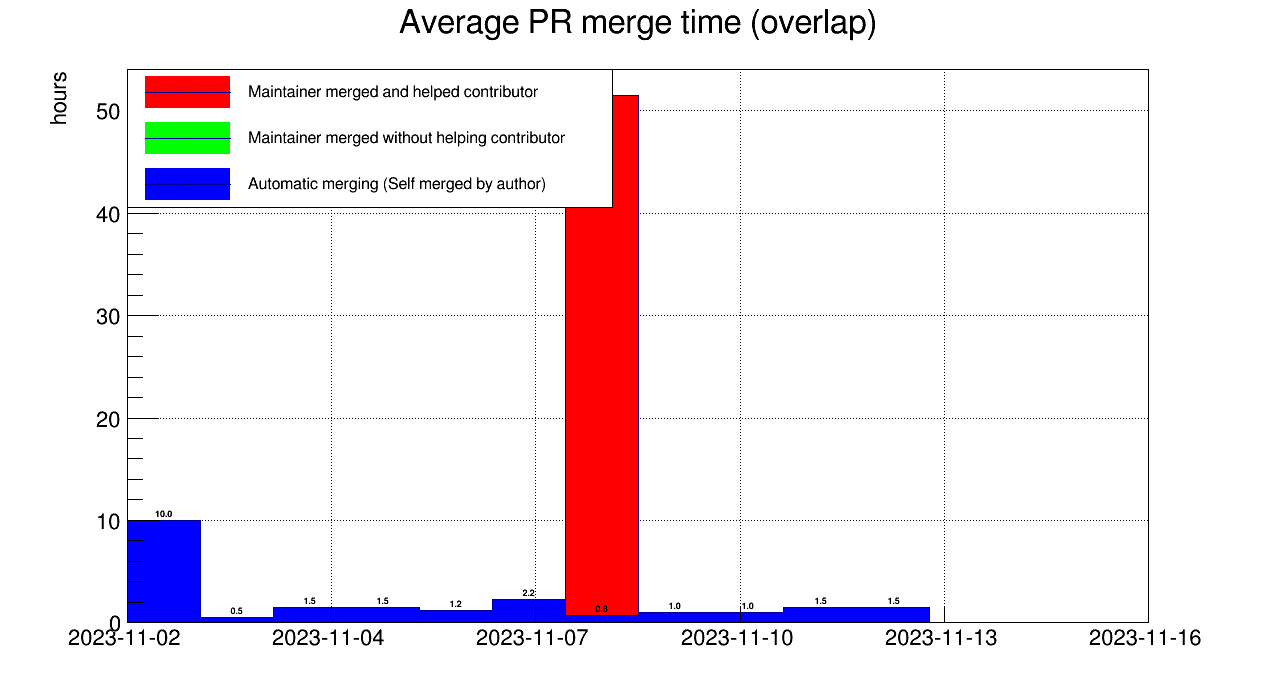 Average PR merge time (overlap)
hours
Maintainer merged and helped contributor
Maintainer merged without helping contributor
Automatic merging (Self merged by author)
50
40
30
20
10
0
10.0
0.5
1.5
1.5
1.2
2.2
0.8
1.0
1.0
1.5
1.5
2023-11-02 2023-11-04 2023-11-07 2023-11-10 2023-11-13 2023-11-16